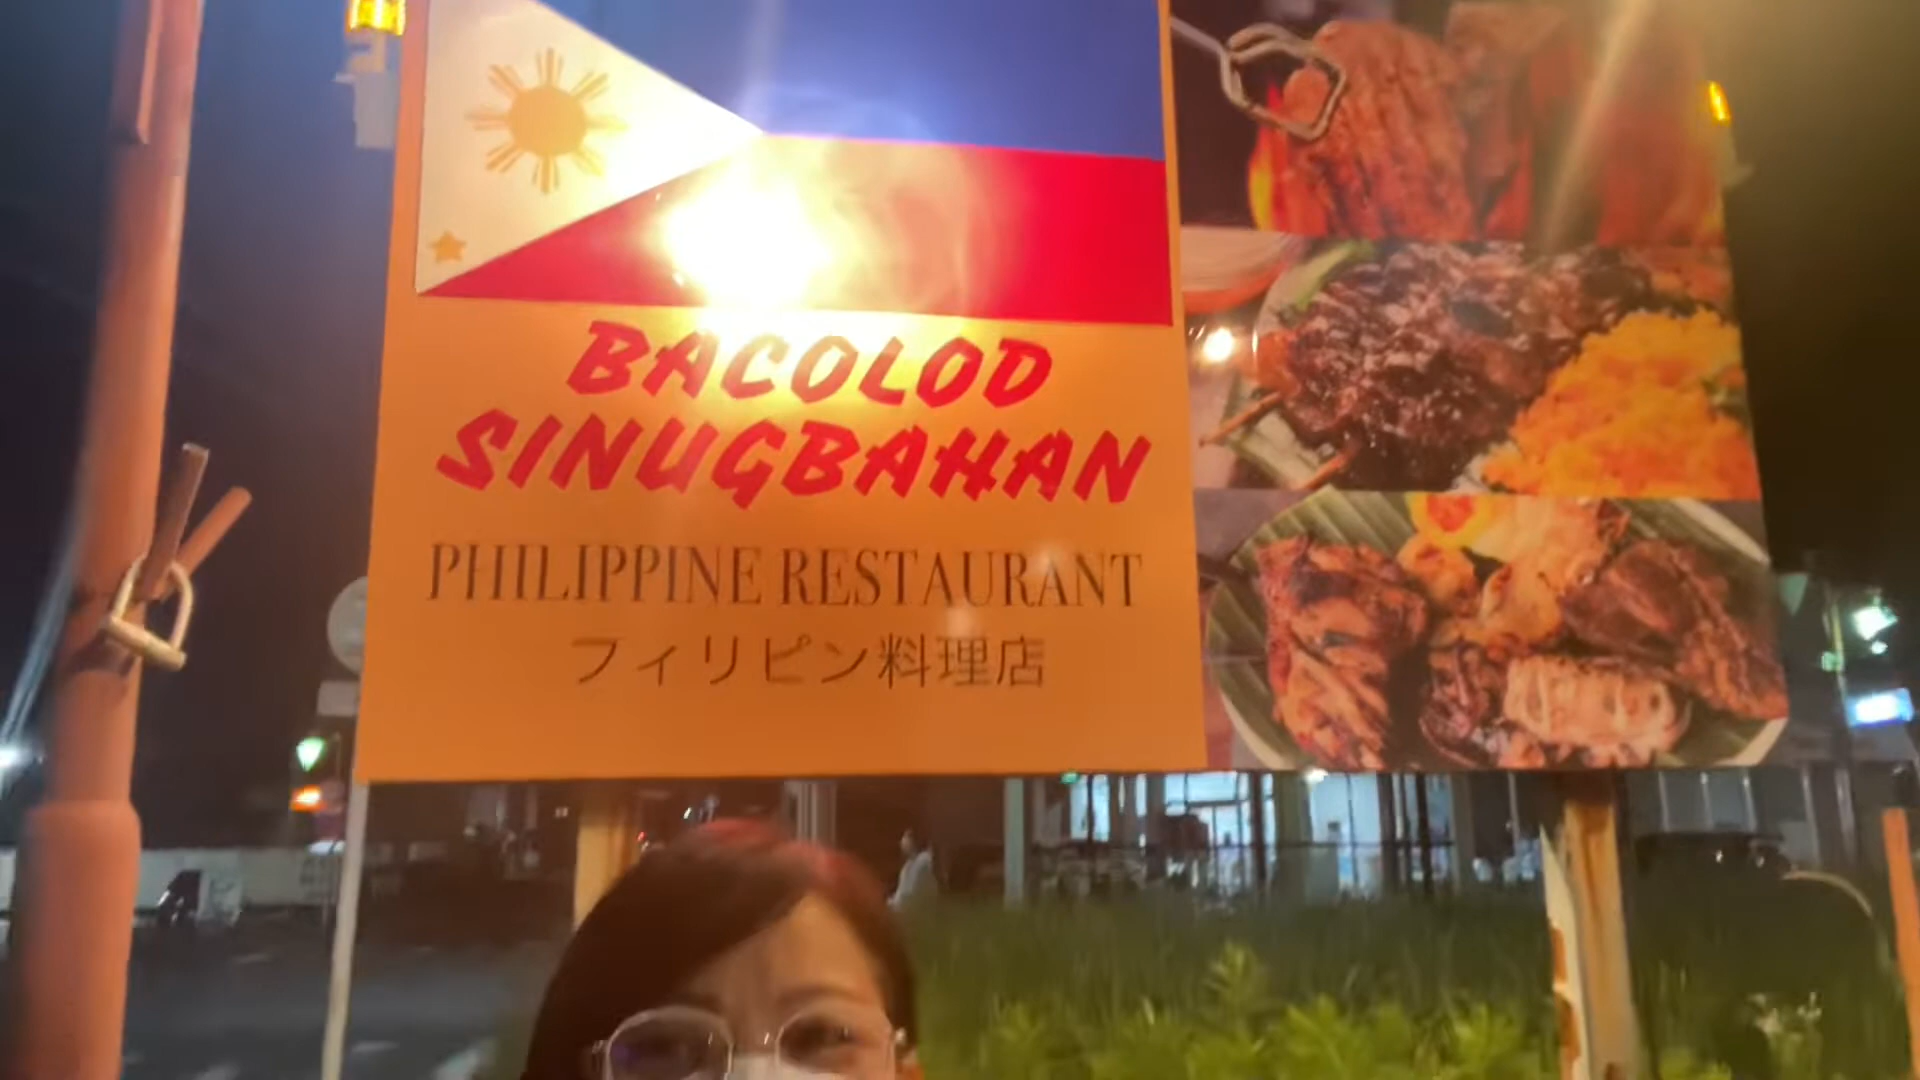 BACOLOD
SINUGBAHAN
PHILIPPINE RESTAURANT
フィリピン料理店